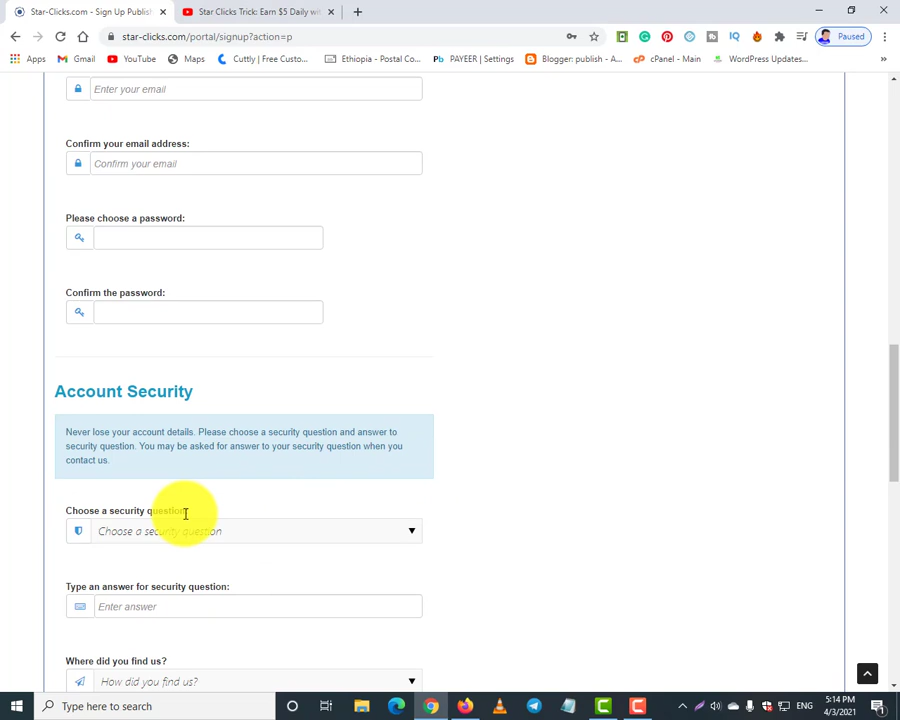 Star-Clicks.com - Sign Up Publish
Star Clicks Trick: Earn $5 Daily wit
star-clicks.com/portal/signup?action=p
Paused
Apps
Gmail
YouTube
Maps
Cuttly | Free Custo...
Ethiopia - Postal Co...
Pb PAYEER | Settings
Blogger: publish - A...
cPanel - Main
WordPress Updates...
»
Enter your email
Confirm your email address:
Confirm your email
Please choose a password:
Confirm the password:
Account Security
Never lose your account details. Please choose a security question and answer to
security question. You may be asked for answer to your security question when you
contact us.
Choose a security question
Choose a security question
Type an answer for security question:
Enter answer
Where did you find us?
How did you find us?
Type here to search
ENG
5:14 PM
4/3/2021
1